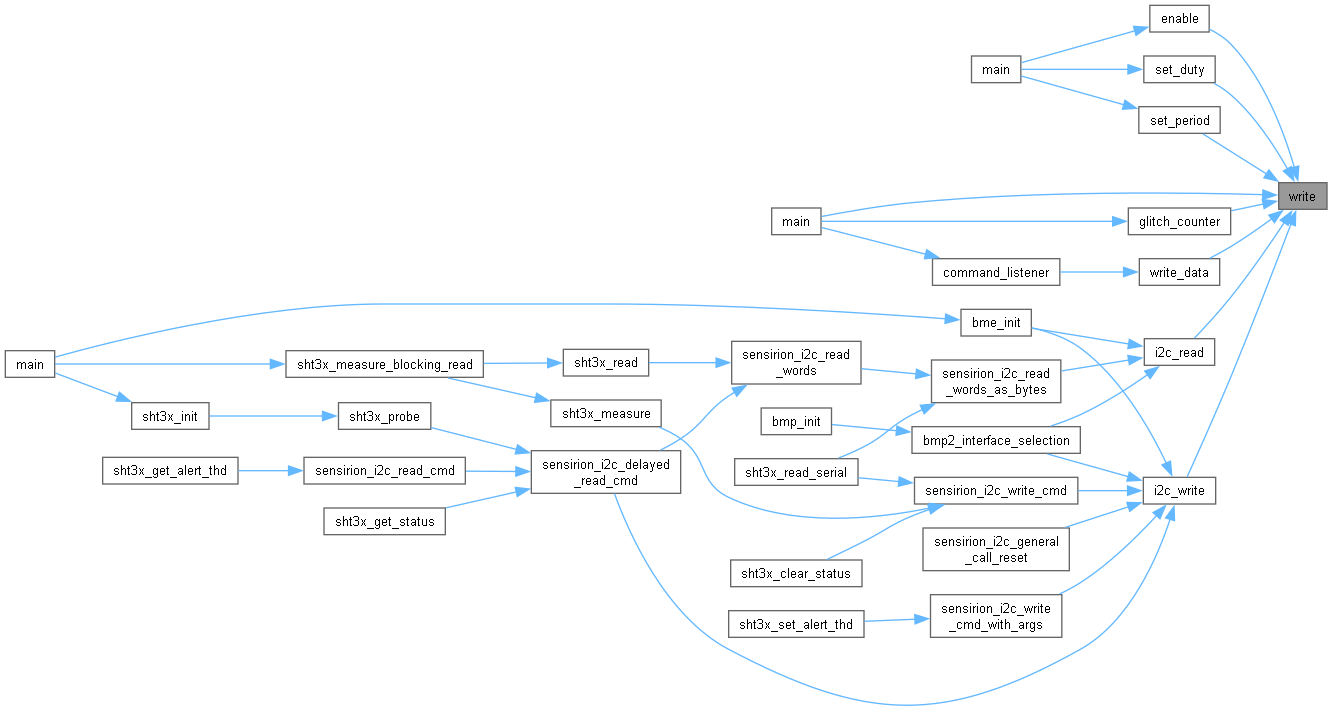 enable
main
set_duty
set_period
write
main
glitch_counter
command_listener
write_data
bme_init
main
sht3x_measure_blocking_read
sht3x_read
sensirion_i2c_read
_words
i2c_read
sensirion_i2c_read
_words_as_bytes
sht3x_init
sht3x_probe
sht3x_measure
bmp_init
bmp2_interface_selection
sht3x_get_alert_thd
sensirion_i2c_read_cmd
sensirion_i2c_delayed
_read_cmd
sht3x_read_serial
sensirion_i2c_write_cmd
i2c_write
sht3x_get_status
sensirion_i2c_general
_call_reset
sht3x_clear_status
sht3x_set_alert_thd
sensirion_i2c_write
_cmd_with_args